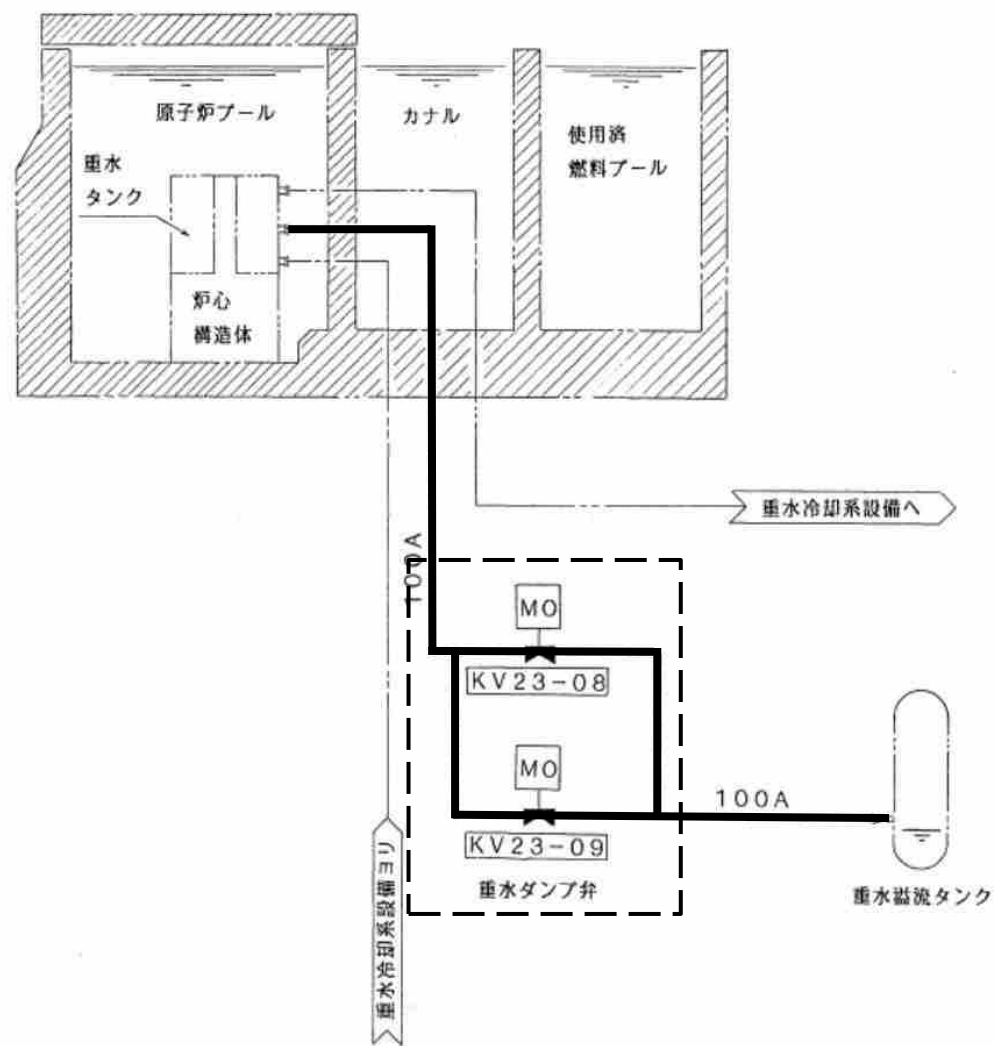 原子炉プール
カナル
使用済
燃料プール
重水
タンク
炉心
構造体
重水冷却系設備へ
100A
MO
KV23-08
MO
100A
KV23-09
重水ダンプ弁
重水溢流タンク
重水冷却系設備ヨリ